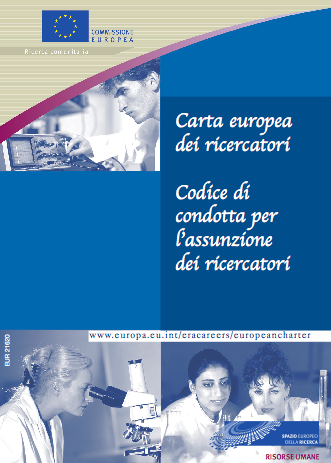 COMMISSIONE
EUROPEA
Ricerca comunitaria
Carta europea
dei ricercatori
Codice di
condotta per
l'assunzione
dei ricercatori
www.europa.eu.int/eracareers/europeancharter
EUR 21620
SPAZIO EUROPEO
DELLA RICERCA
RISORSE UMANE